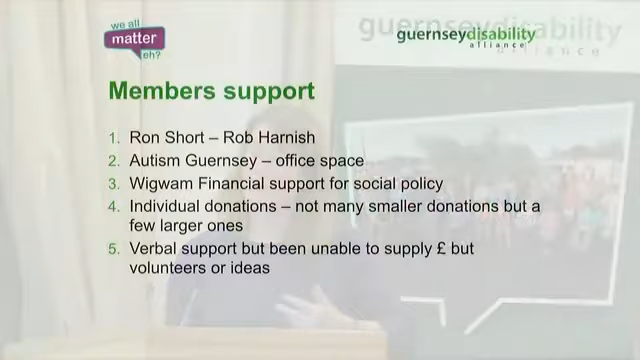 we all
matter
eh?
guernseydisability
alliance
guernseydisability
alliance
Members support
1. Ron Short – Rob Harnish
2. Autism Guernsey – office space
3. Wigwam Financial support for social policy
4. Individual donations – not many smaller donations but a
few larger ones
5. Verbal support but been unable to supply £ but
volunteers or ideas